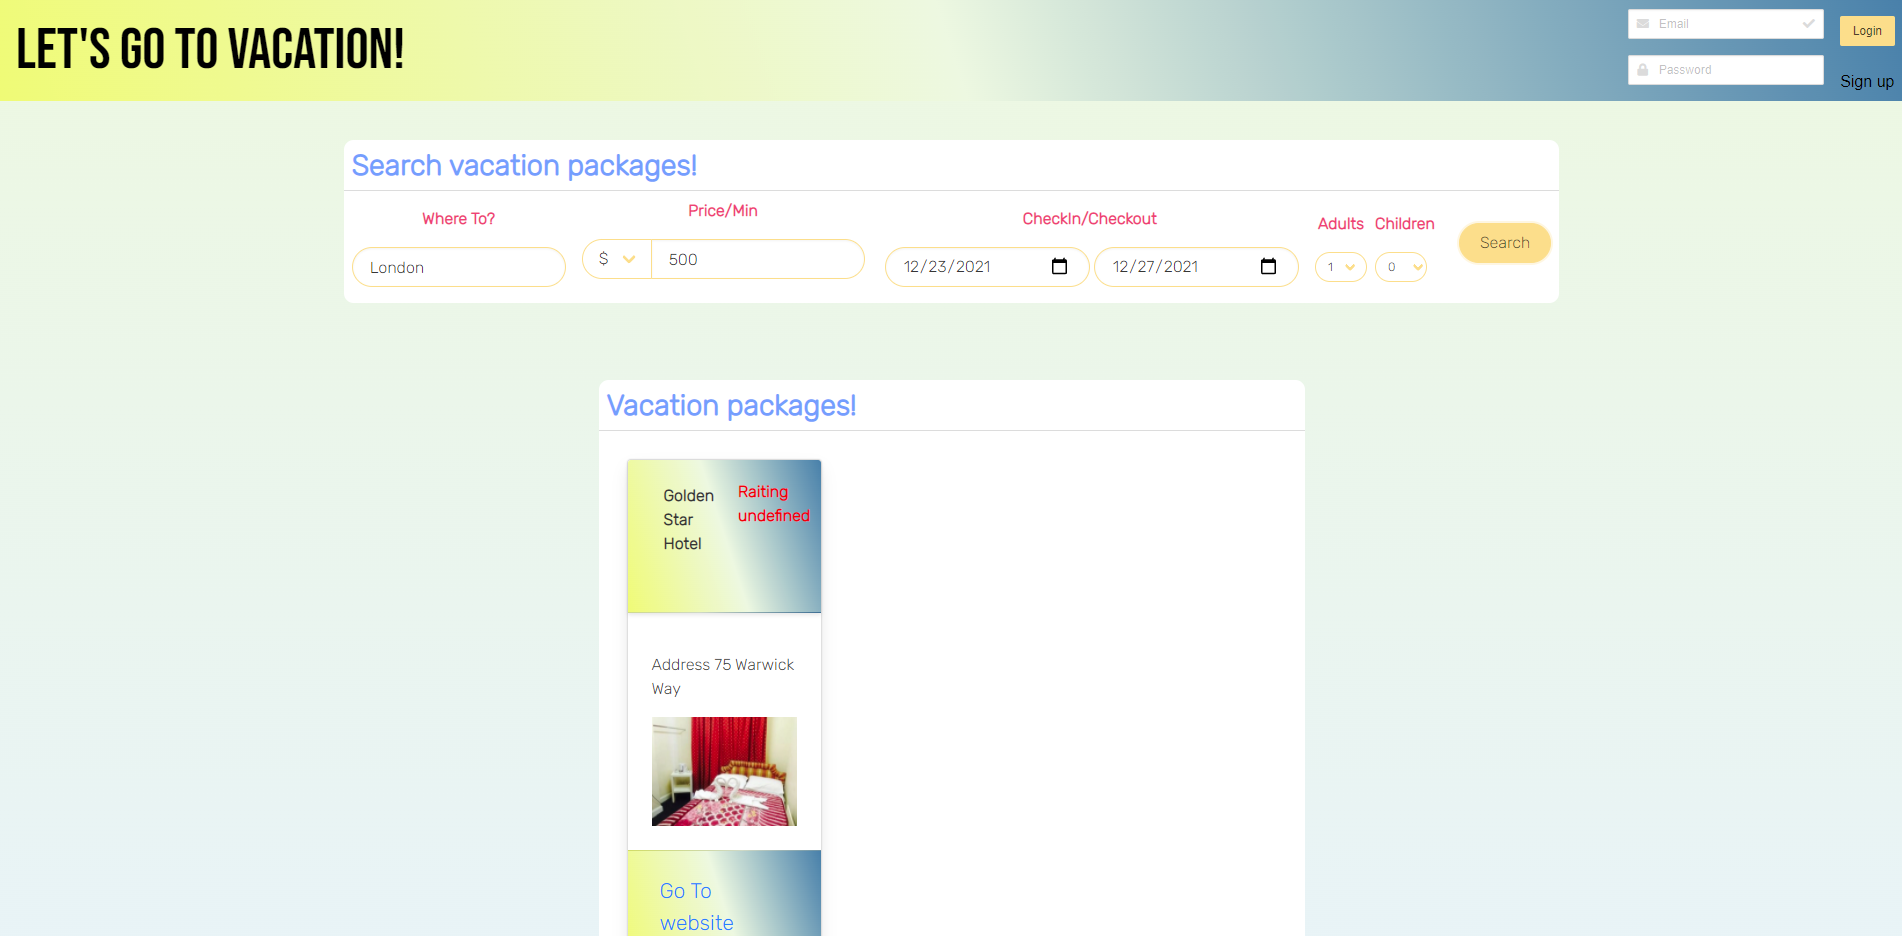 LET'S GO TO VACATION!
Email
Login
Password
Sign up
Search vacation packages!
Where To?
Price/Min
CheckIn/Checkout
Adults
Children
London
$
500
12/23/2021
12/27/2021
1
0
Search
Vacation packages!
Golden
Star
Hotel
Raiting
undefined
Address 75 Warwick
Way
Go To
website